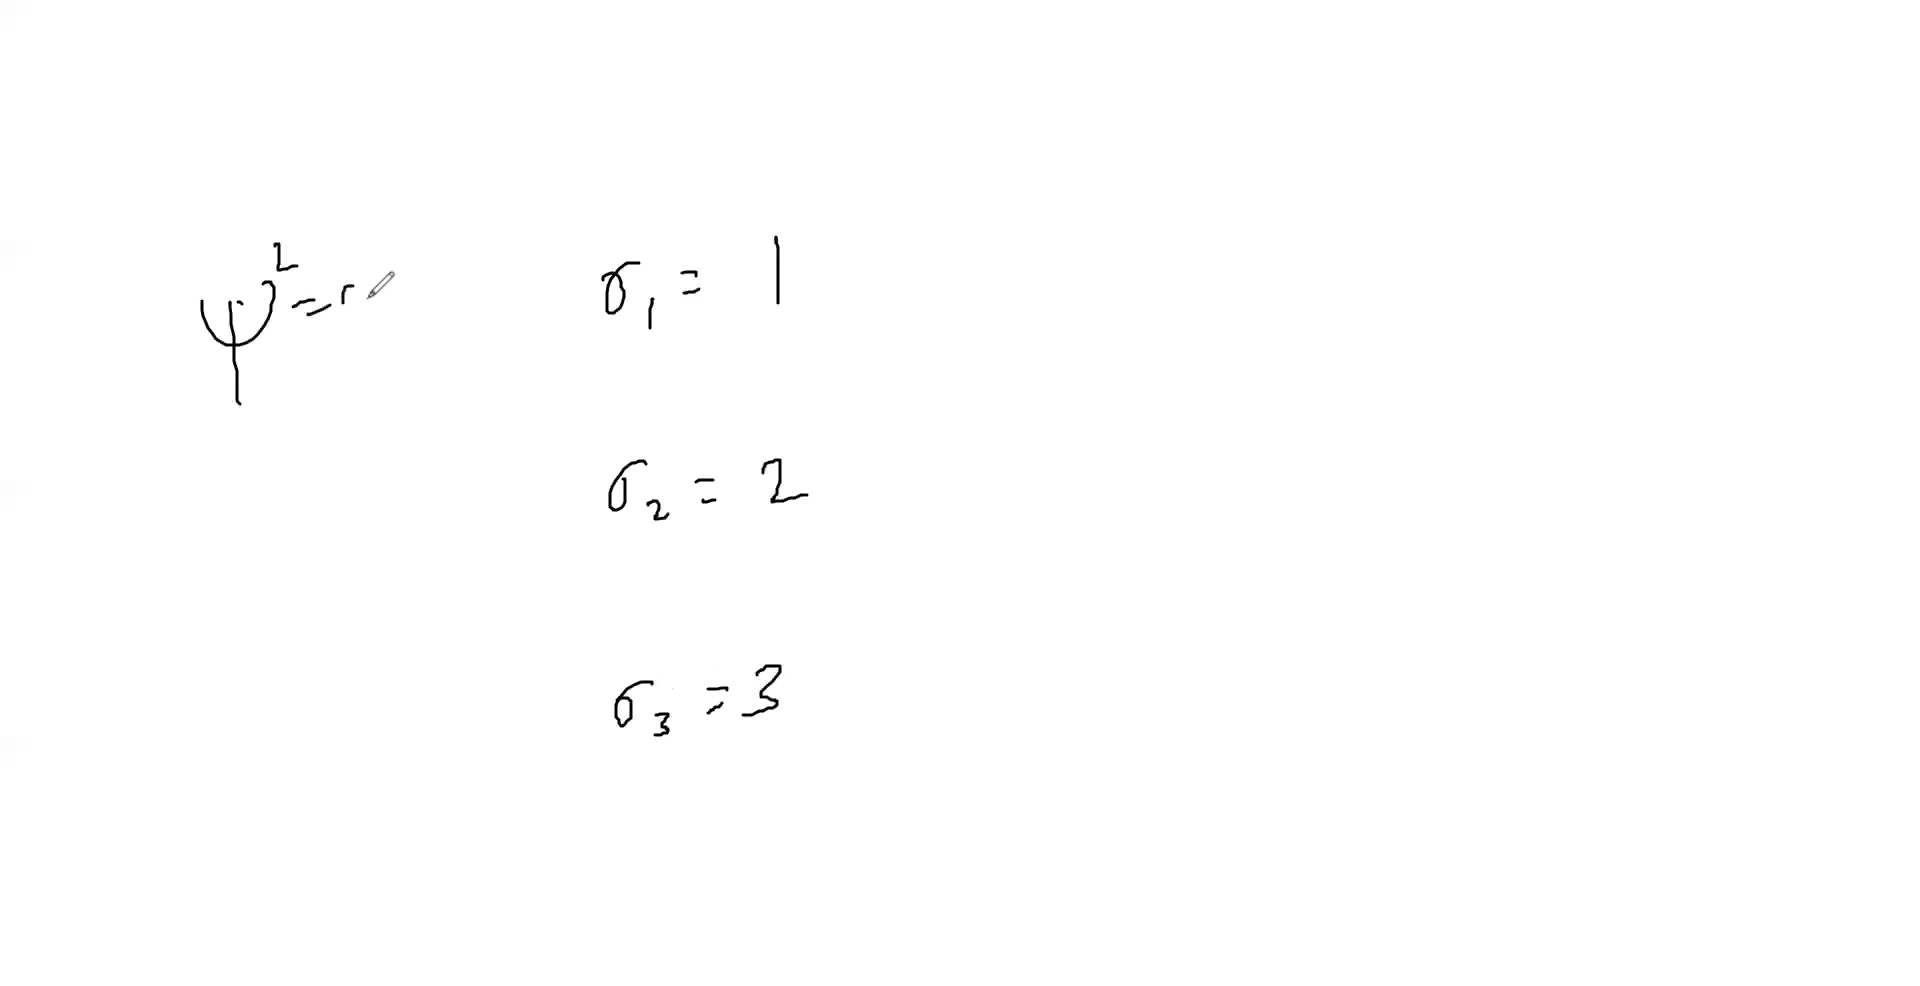 ψ² = r
σ₁ = 1
σ₂ = 2
σ₃ = 3